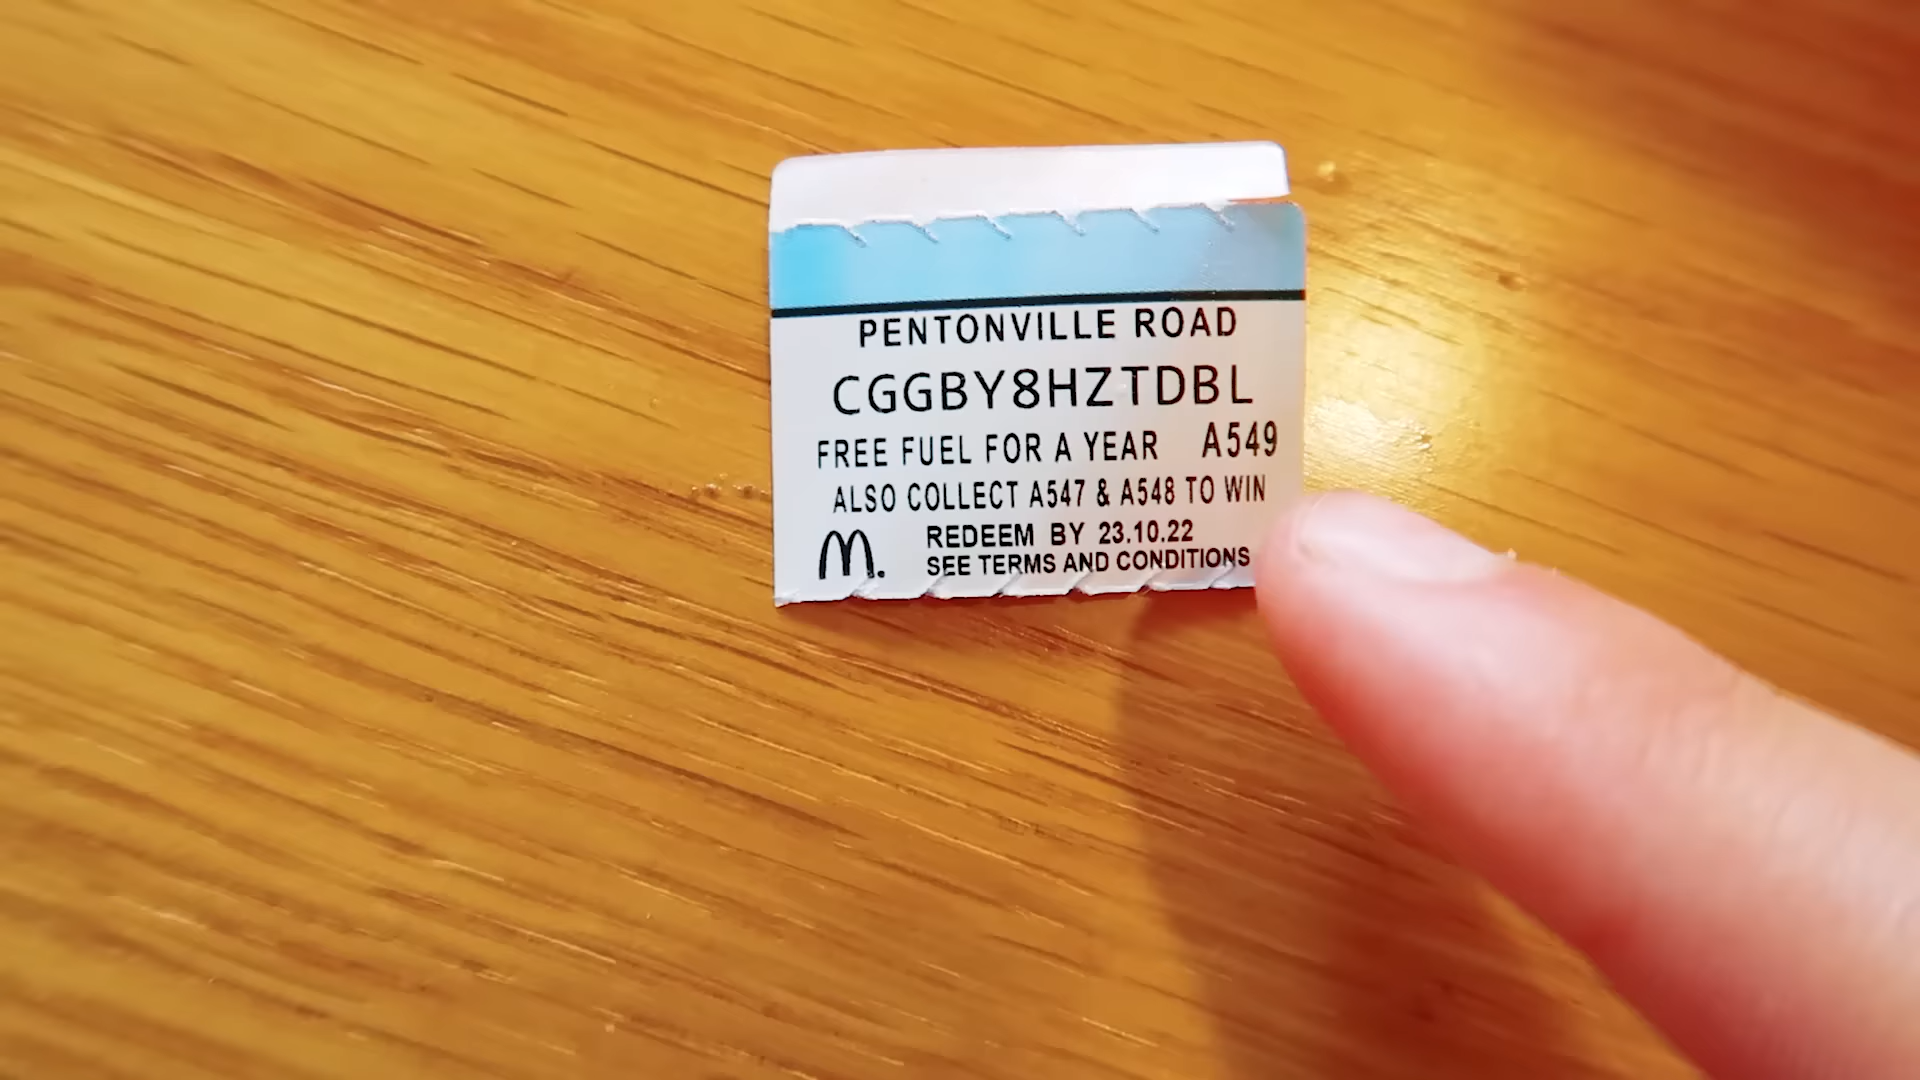 PENTONVILLE ROAD
CGGBY8HZTDBL
FREE FUEL FOR A YEAR A549
ALSO COLLECT A547 & A548 TO WIN
REDEEM BY 23.10.22
SEE TERMS AND CONDITIONS